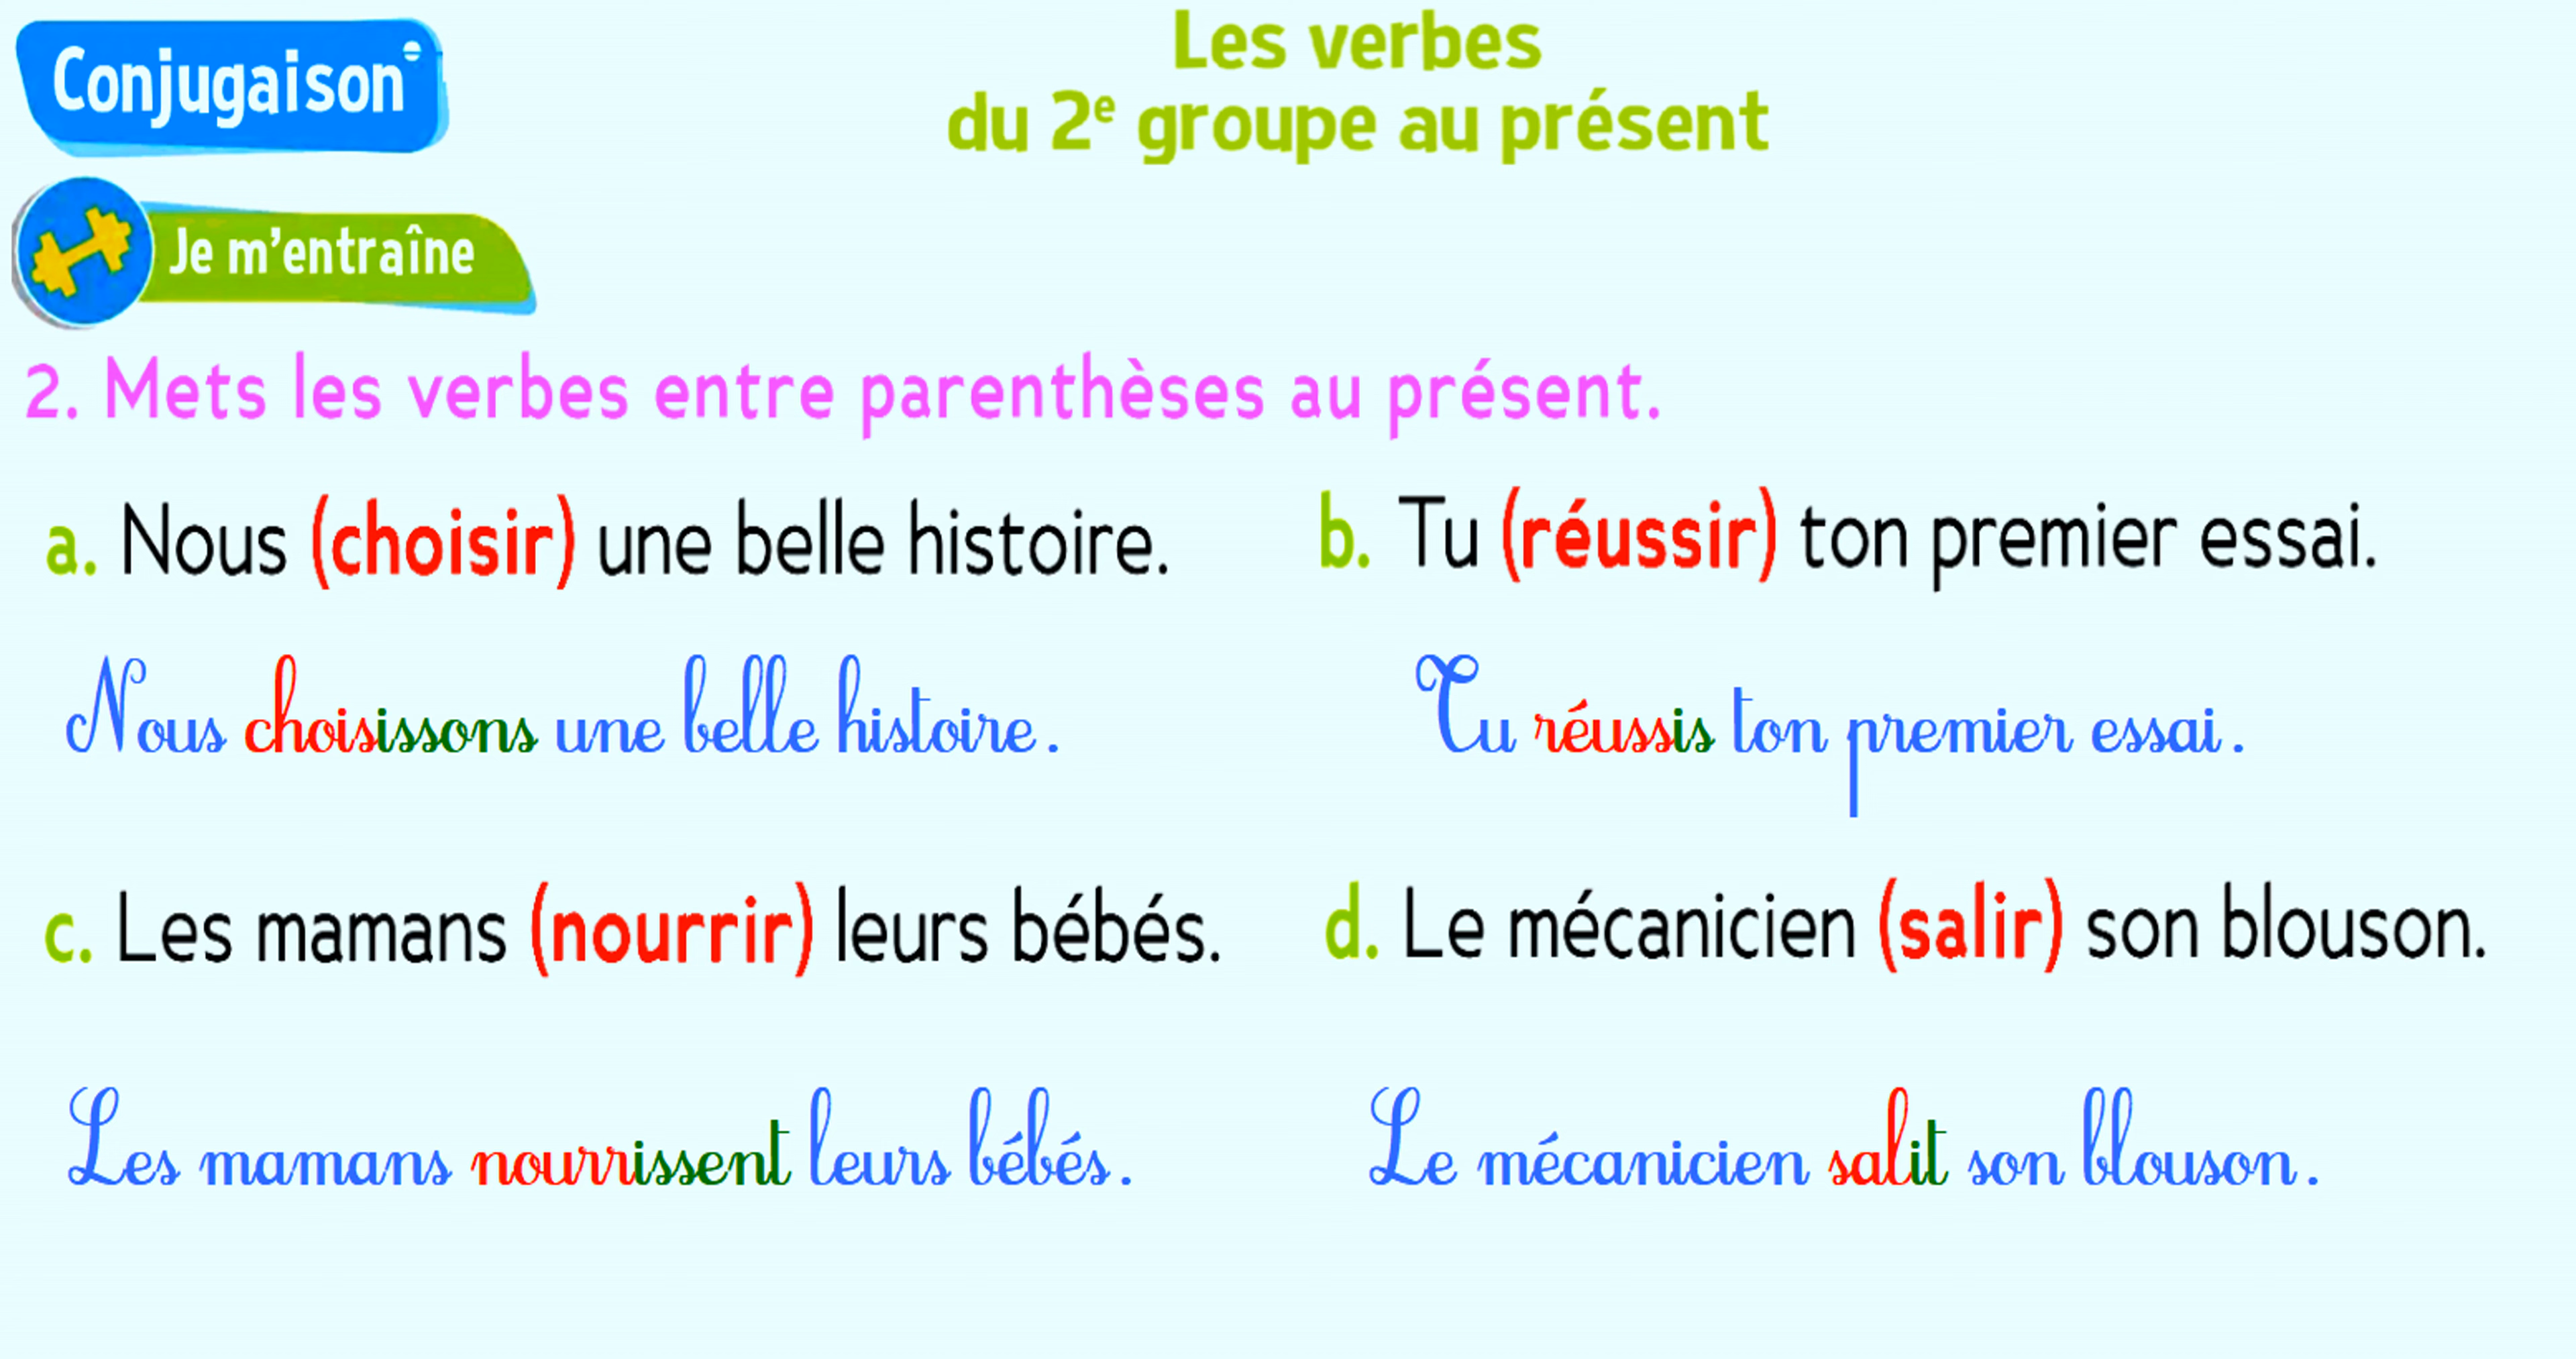 Conjugaison
Les verbes
du 2e groupe au présent
Je m'entraîne
2. Mets les verbes entre parenthèses au présent.
a. Nous (choisir) une belle histoire.
b. Tu (réussir) ton premier essai.
Nous choisissons une belle histoire.
Tu réussis ton premier essai.
c. Les mamans (nourrir) leurs bébés.
d. Le mécanicien (salir) son blouson.
Les mamans nourrissent leurs bébés.
Le mécanicien salit son blouson.